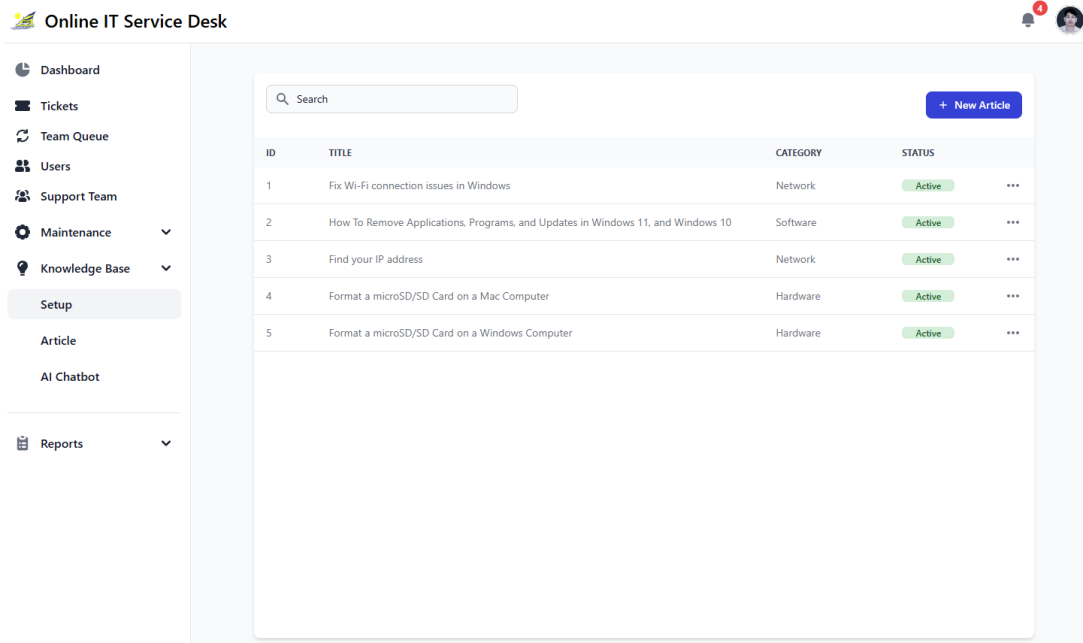 Online IT Service Desk
4
Dashboard
Tickets
Team Queue
Users
Support Team
Maintenance
Knowledge Base
Setup
Article
AI Chatbot
Reports
Search
+ New Article
ID TITLE CATEGORY STATUS
1 Fix Wi-Fi connection issues in Windows Network Active
2 How To Remove Applications, Programs, and Updates in Windows 11, and Windows 10 Software Active
3 Find your IP address Network Active
4 Format a microSD/SD Card on a Mac Computer Hardware Active
5 Format a microSD/SD Card on a Windows Computer Hardware Active